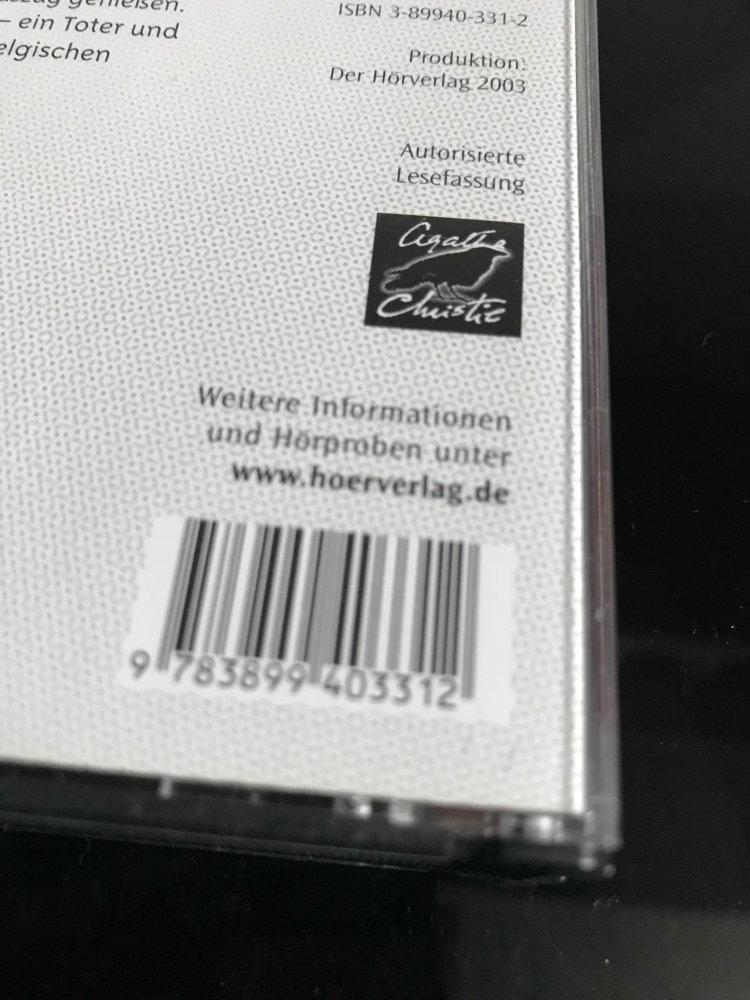 genießen.
– ein Toter und
elgischen
ISBN 3-89940-331-2
Produktion:
Der Hörverlag 2003
Autorisierte
Lesefassung
Agatha
Christie
Weitere Informationen
und Hörproben unter
www.hoerverlag.de
9 783899 403312